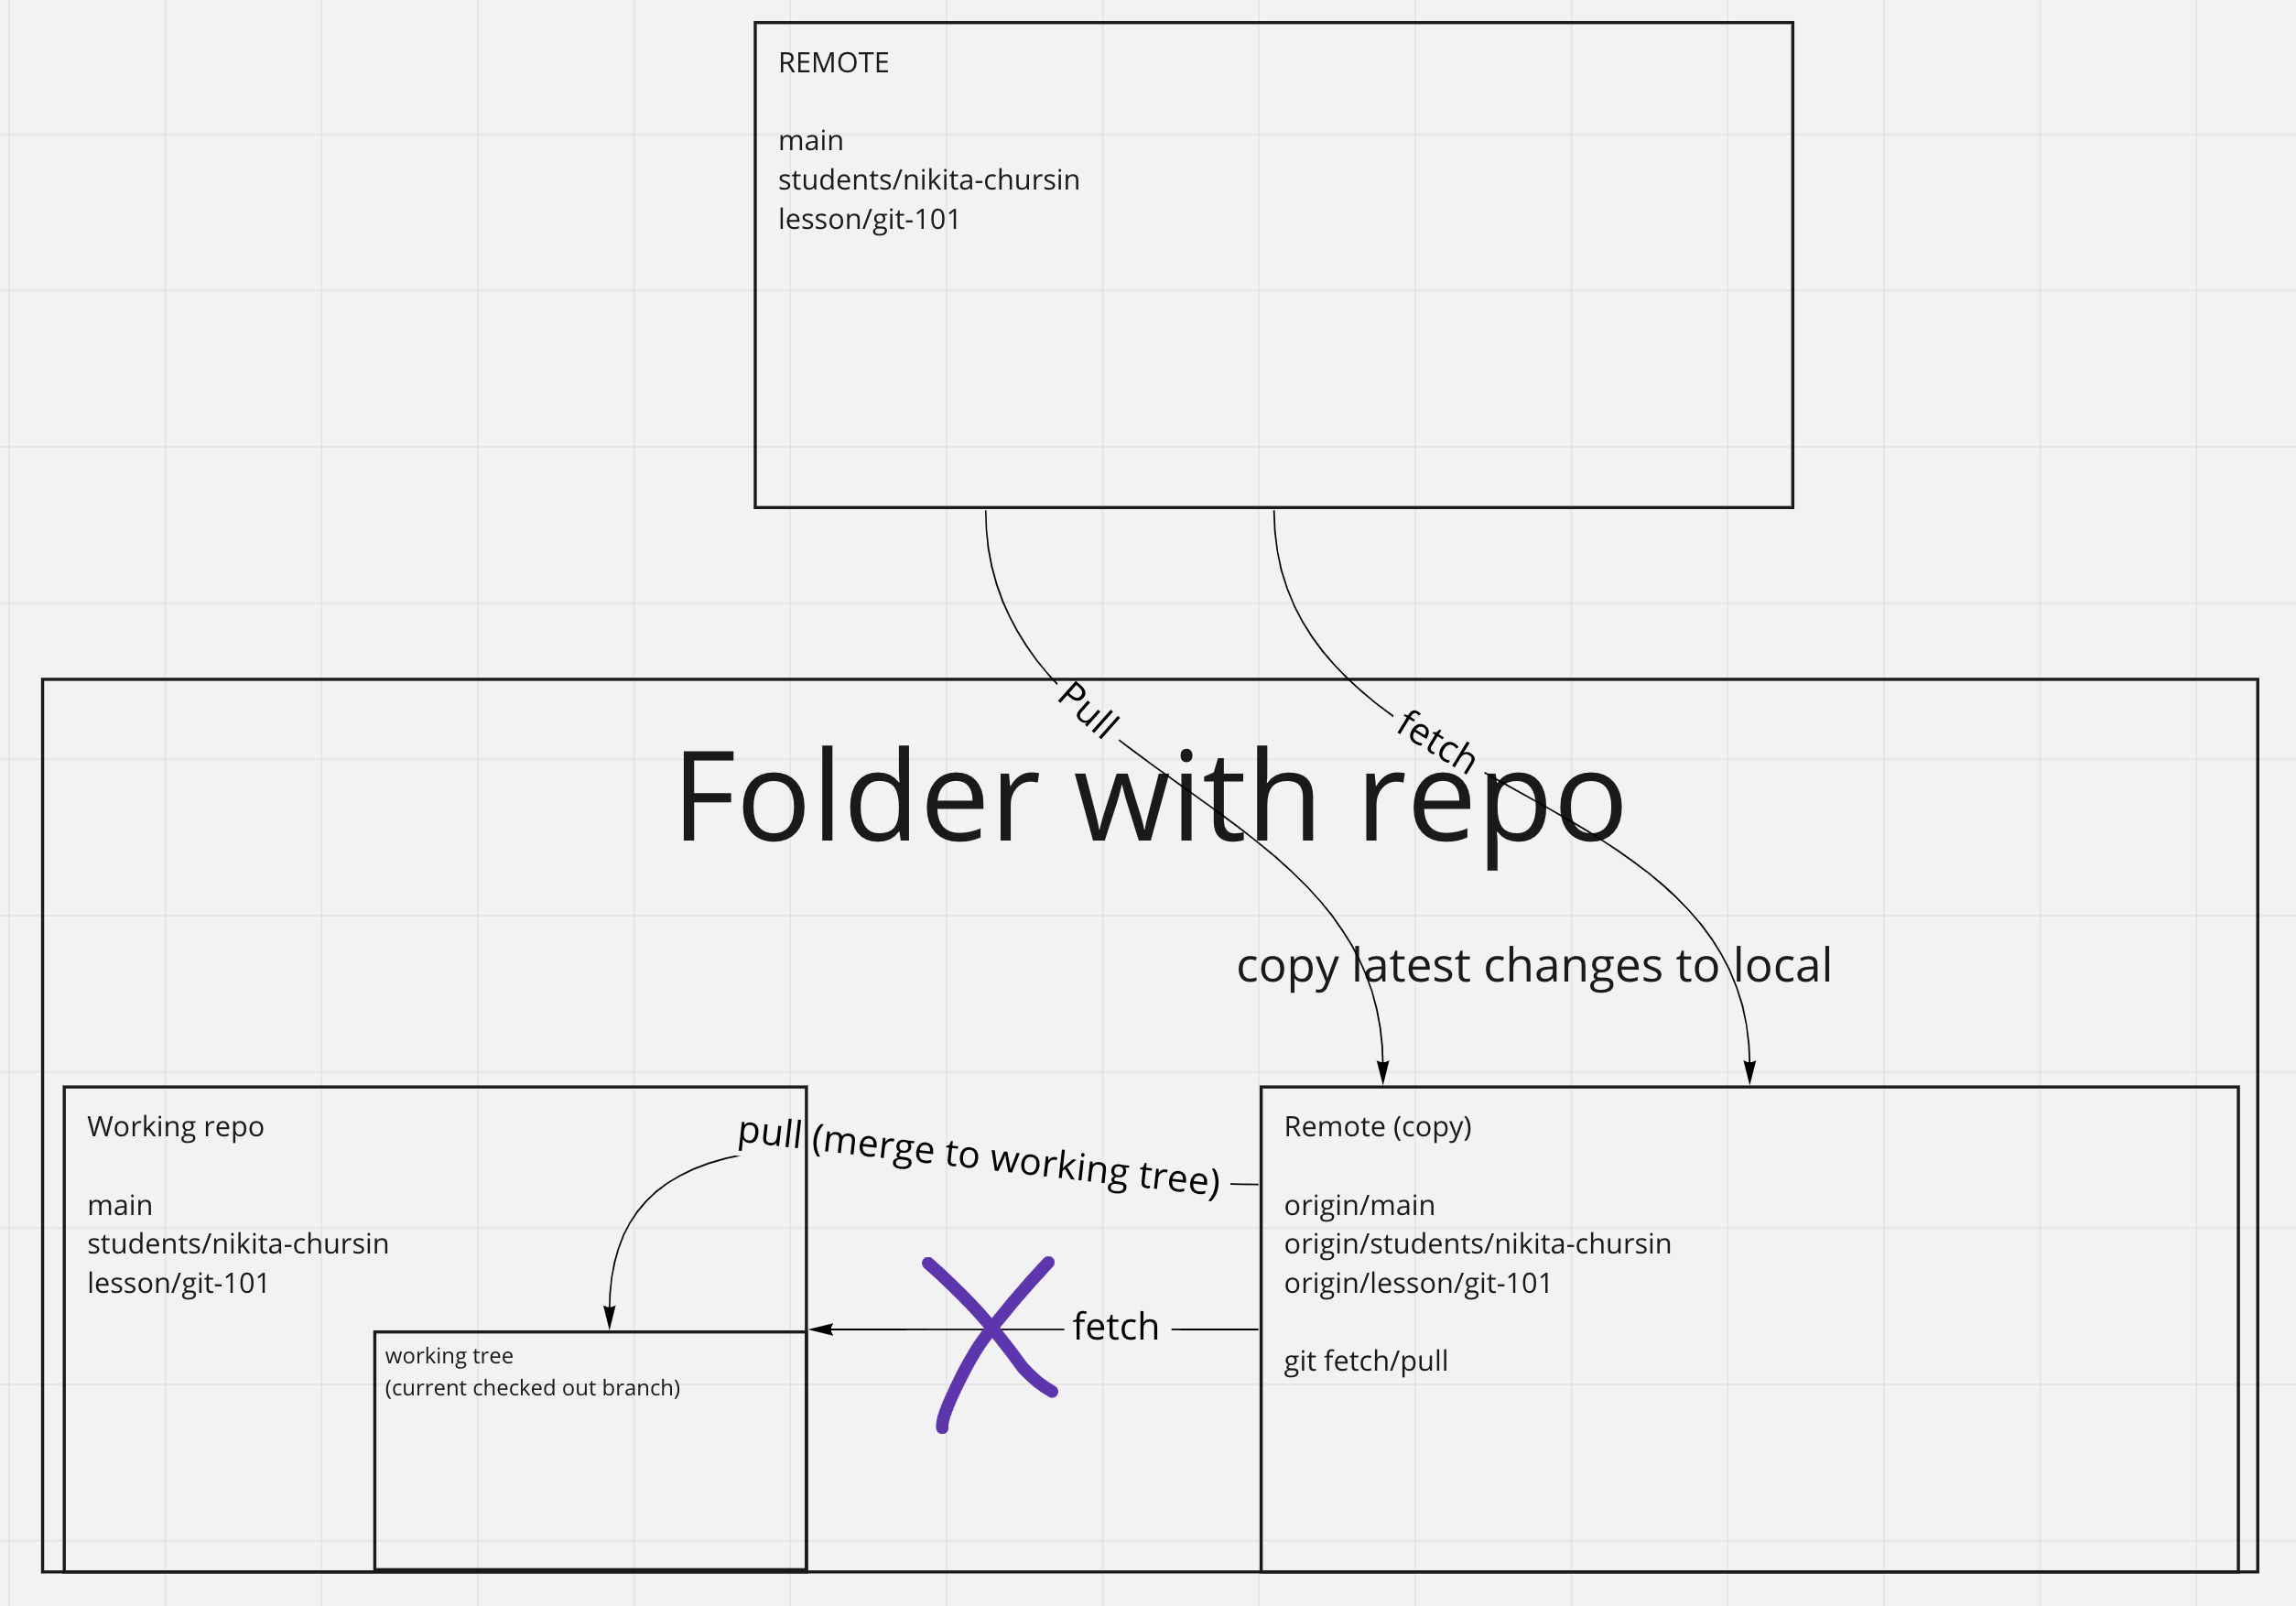 REMOTE
main
students/nikita-chursin
lesson/git-101
Pull
fetch
Folder with repo
copy latest changes to local
Working repo
main
students/nikita-chursin
lesson/git-101
working tree
(current checked out branch)
pull (merge to working tree)
fetch
Remote (copy)
origin/main
origin/students/nikita-chursin
origin/lesson/git-101
git fetch/pull